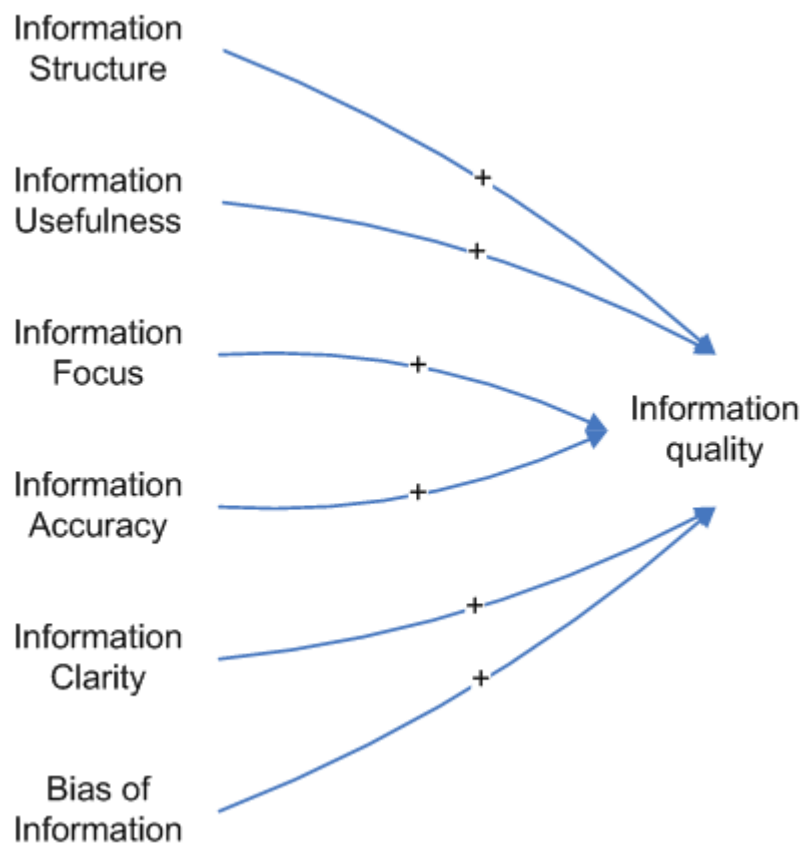 Information
Structure
+
Information
Usefulness
+
Information
Focus
+
Information
quality
Information
Accuracy
+
Information
Clarity
+
+
Bias of
Information